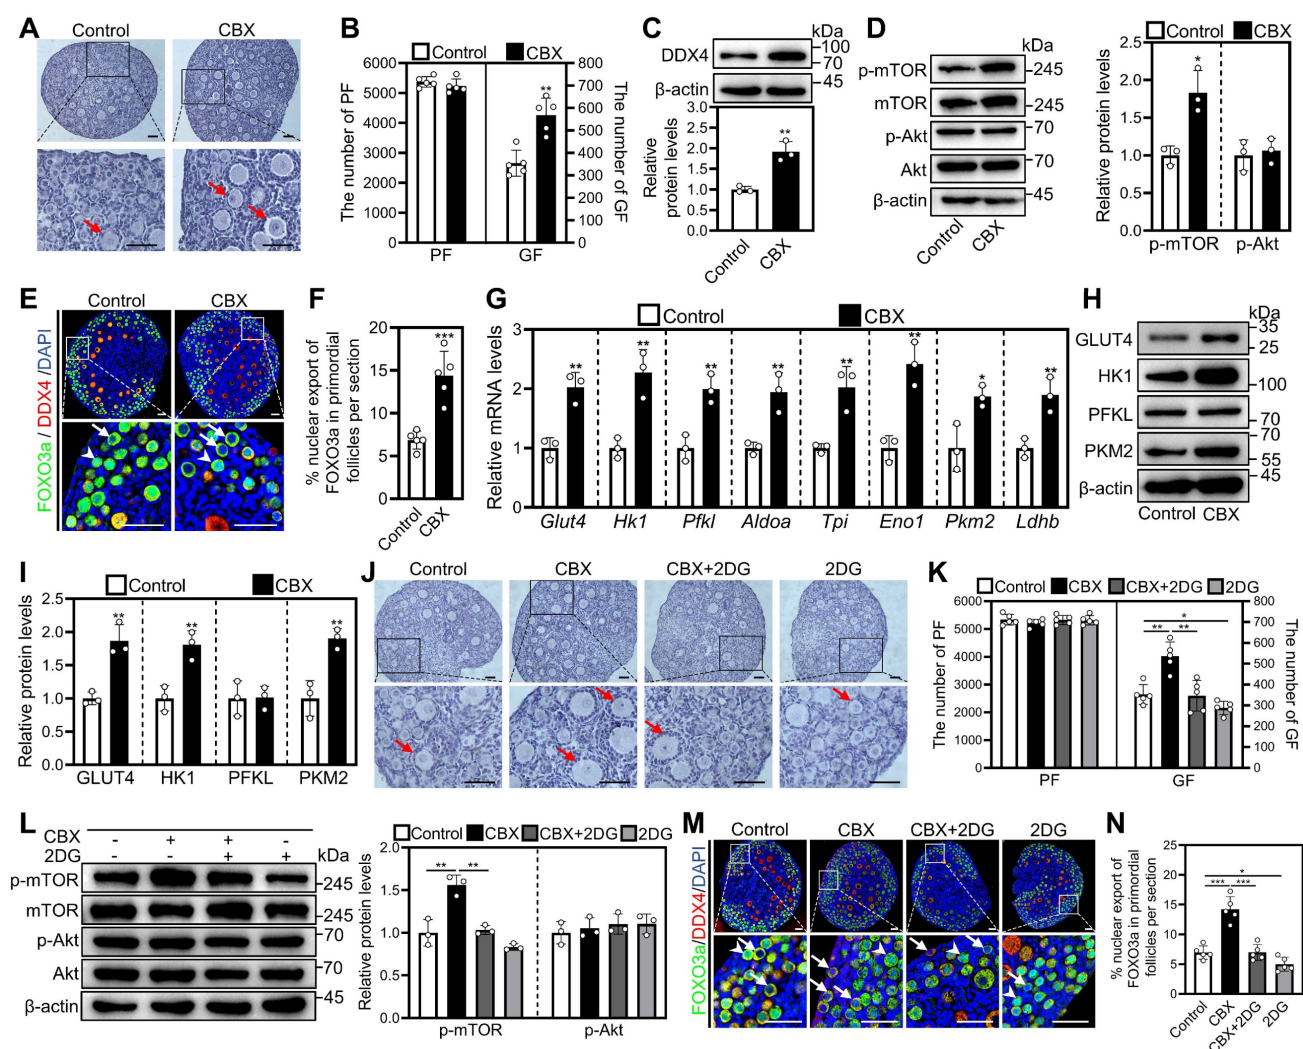 A
Control
CBX
B
Control
CBX
The number of PF
6000
5000
4000
3000
2000
1000
0
**
800
700
600
500
400
300
200
100
0
The number of GF
PF
GF
C
kDa
DDX4
100
70
β-actin
45
Relative
protein levels
2.5
2.0
1.5
1.0
0.5
0.0
**
Control
CBX
D
kDa
p-mTOR
245
mTOR
245
p-Akt
70
Akt
70
β-actin
45
Control
CBX
Control
CBX
Relative protein levels
2.5
2.0
1.5
1.0
0.5
0.0
*
p-mTOR
p-Akt
E
Control
CBX
FOXO3a / DDX4 /DAPI
F
% nuclear export of
FOXO3a in primordial
follicles per section
20
15
10
5
0
***
Control
CBX
G
Control
CBX
Relative mRNA levels
3
2
1
0
**
**
**
**
**
**
*
**
Glut4
Hk1
Pfkl
Aldoa
Tpi
Eno1
Pkm2
Ldhb
H
kDa
GLUT4
35
25
HK1
100
PFKL
70
PKM2
70
55
β-actin
45
Control CBX
I
Control
CBX
Relative protein levels
2.5
2.0
1.5
1.0
0.5
0.0
**
**
**
GLUT4
HK1
PFKL
PKM2
J
Control
CBX
CBX+2DG
2DG
K
Control
CBX
CBX+2DG
2DG
The number of PF
6000
5000
4000
3000
2000
1000
0
*
**
**
800
700
600
500
400
300
200
100
0
The number of GF
PF
GF
L
CBX - + + -
2DG - - + + kDa
p-mTOR
245
mTOR
245
p-Akt
70
Akt
70
β-actin
45
Control
CBX
CBX+2DG
2DG
Relative protein levels
2.0
1.5
1.0
0.5
0.0
**
**
p-mTOR
p-Akt
M
Control
CBX
CBX+2DG
2DG
FOXO3a/DDX4/DAPI
N
% nuclear export of
FOXO3a in primordial
follicles per section
25
20
15
10
5
0
*
***
***
Control
CBX
CBX+2DG
2DG